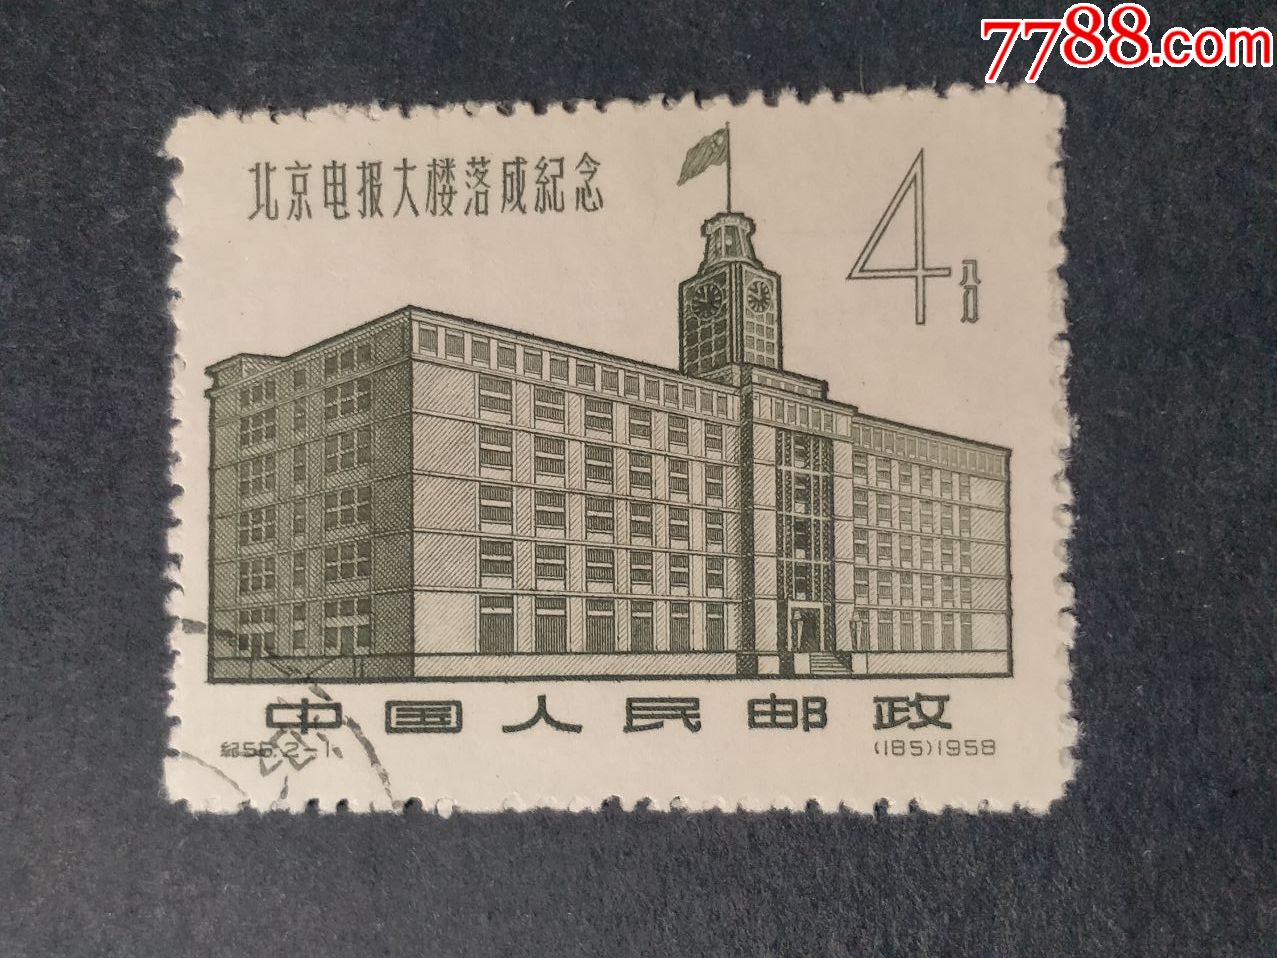 7788.com
北京电报大楼落成紀念
4分
中国人民邮政
紀56.2-1
(185)1958